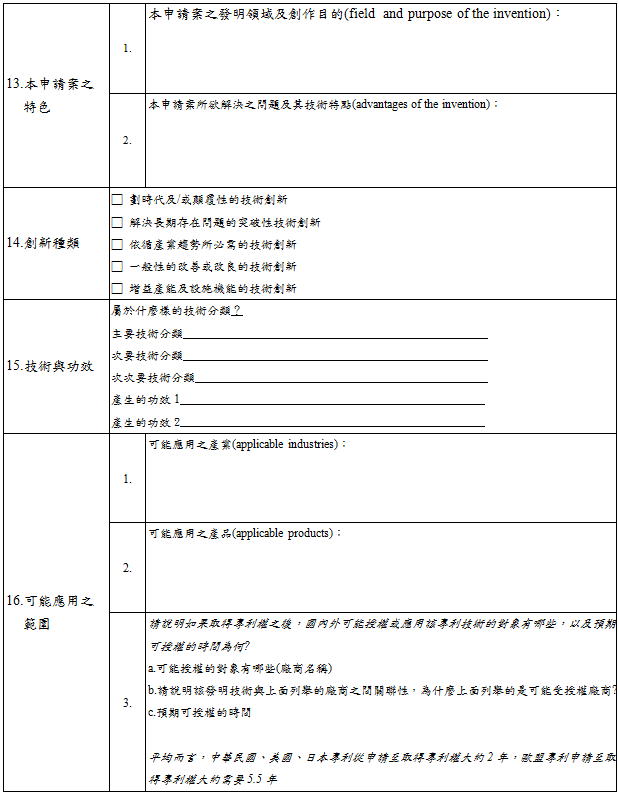 13.本申請案之
特色
1.
本申請案之發明領域及創作目的(field and purpose of the invention)：
2.
本申請案所欲解決之問題及其技術特點(advantages of the invention)：
14.創新種類
□ 劃時代及/或顛覆性的技術創新
□ 解決長期存在問題的突破性技術創新
□ 依循產業趨勢所必需的技術創新
□ 一般性的改善或改良的技術創新
□ 增益產能及設施機能的技術創新
15.技術與功效
屬於什麼樣的技術分類？
主要技術分類
次要技術分類
次次要技術分類
產生的功效1
產生的功效2
16.可能應用之
範圍
1.
可能應用之產業(applicable industries)：
2.
可能應用之產品(applicable products)：
3.
請說明如果取得專利權之後，國內外可能授權或應用該專利技術的對象有哪些，以及預期
可授權的時間為何?
a.可能授權的對象有哪些(廠商名稱)
b.請說明該發明技術與上面列舉的廠商之間關聯性，為什麼上面列舉的是可能受授權廠商?
c.預期可授權的時間
平均而言，中華民國、美國、日本專利從申請至取得專利權大約2年，歐盟專利申請至取
得專利權大約需要5.5年